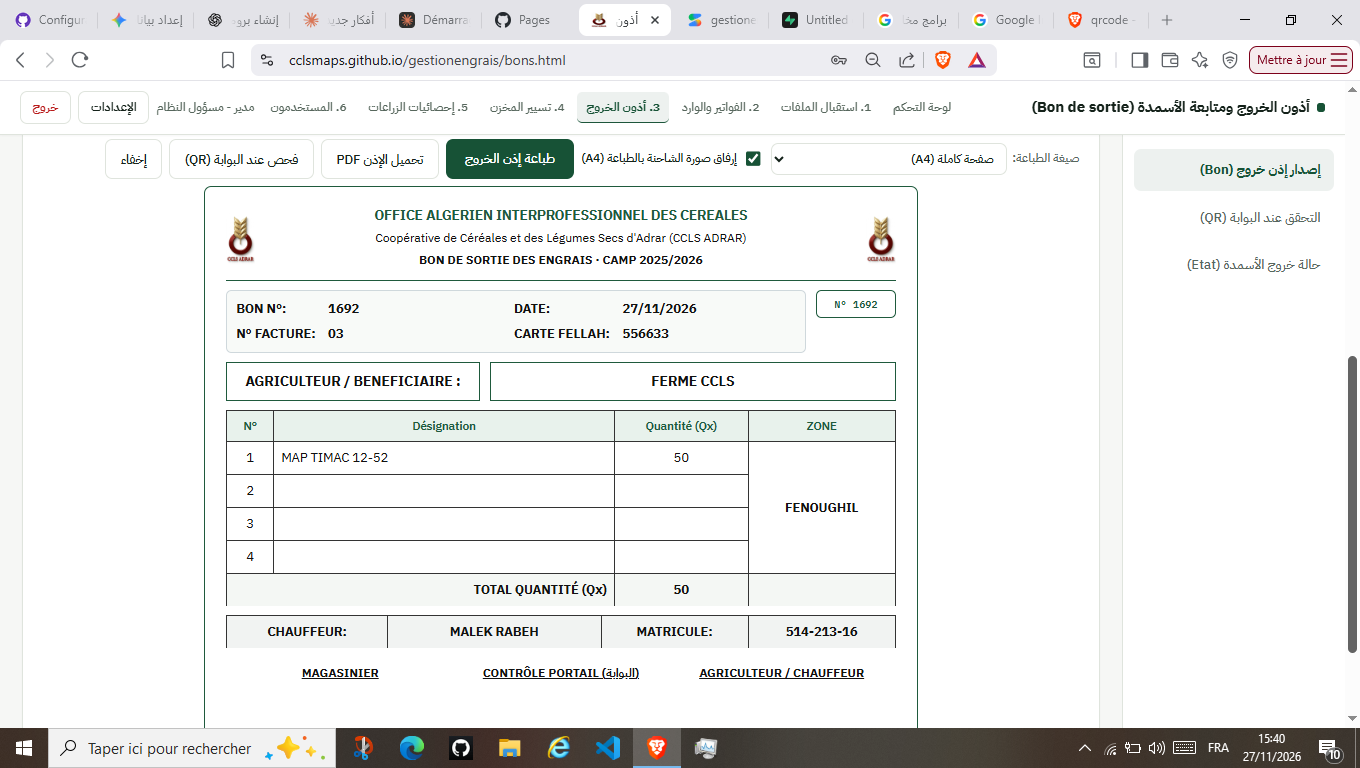 Configur
إعداد بيانا
إنشاء بروم
أفكار جديد
Démarra
Pages
أذون
gestione
Untitled
برامج مخا
Google
qrcode -
cclsmaps.github.io/gestionengrais/bons.html
Mettre à jour
أذون الخروج ومتابعة الأسمدة (Bon de sortie)
لوحة التحكم
1. استقبال الملفات
2. الفواتير والوارد
3. أذون الخروج
4. تسيير المخزن
5. إحصائيات الزراعات
6. المستخدمون
مدير - مسؤول النظام
الإعدادات
خروج
إصدار إذن خروج (Bon)
التحقق عند البوابة (QR)
حالة خروج الأسمدة (Etat)
صيغة الطباعة:
صفحة كاملة (A4)
إرفاق صورة الشاحنة بالطباعة (A4)
طباعة إذن الخروج
تحميل الإذن PDF
فحص عند البوابة (QR)
إخفاء
CCLS ADRAR
OFFICE ALGERIEN INTERPROFESSIONNEL DES CEREALES
CCLS ADRAR
Coopérative de Céréales et des Légumes Secs d'Adrar (CCLS ADRAR)
BON DE SORTIE DES ENGRAIS · CAMP 2025/2026
BON N°: 1692 DATE: 27/11/2026
N° 1692
N° FACTURE: 03 CARTE FELLAH: 556633
AGRICULTEUR / BENEFICIAIRE : FERME CCLS
N° Désignation Quantité (Qx) ZONE
1 MAP TIMAC 12-52 50
2
FENOUGHIL
3
4
TOTAL QUANTITÉ (Qx) 50
CHAUFFEUR: MALEK RABEH MATRICULE: 514-213-16
MAGASINIER CONTRÔLE PORTAIL (البوابة) AGRICULTEUR / CHAUFFEUR
Taper ici pour rechercher
FRA
15:40
27/11/2026
10